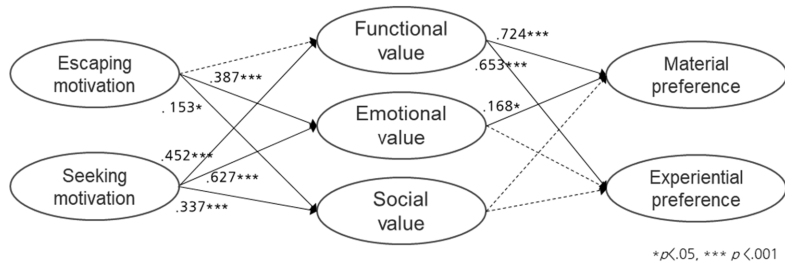 Functional
value
.724***
.653***
Escaping
motivation
.387***
.153*
Material
preference
Emotional
value
.168*
.452***
.627***
.337***
Seeking
motivation
Social
value
Experiential
preference
*p<.05, *** p <.001